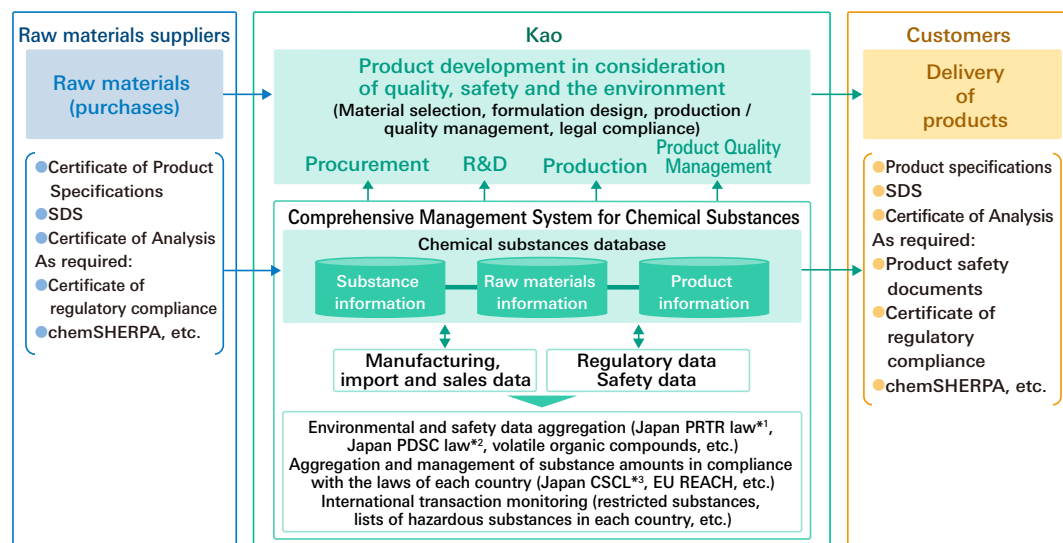 Raw materials suppliers
Raw materials
(purchases)
●Certificate of Product
Specifications
●SDS
●Certificate of Analysis
As required:
●Certificate of
regulatory compliance
●chemSHERPA, etc.
Kao
Product development in consideration
of quality, safety and the environment
(Material selection, formulation design, production /
quality management, legal compliance)
Procurement
R&D
Production
Product Quality
Management
Comprehensive Management System for Chemical Substances
Chemical substances database
Substance
information
Raw materials
information
Product
information
Manufacturing,
import and sales data
Regulatory data
Safety data
Environmental and safety data aggregation (Japan PRTR law*1,
Japan PDSC law*2, volatile organic compounds, etc.)
Aggregation and management of substance amounts in compliance
with the laws of each country (Japan CSCL*3, EU REACH, etc.)
International transaction monitoring (restricted substances,
lists of hazardous substances in each country, etc.)
Customers
Delivery
of
products
●Product specifications
●SDS
●Certificate of Analysis
As required:
●Product safety
documents
●Certificate of
regulatory
compliance
●chemSHERPA, etc.